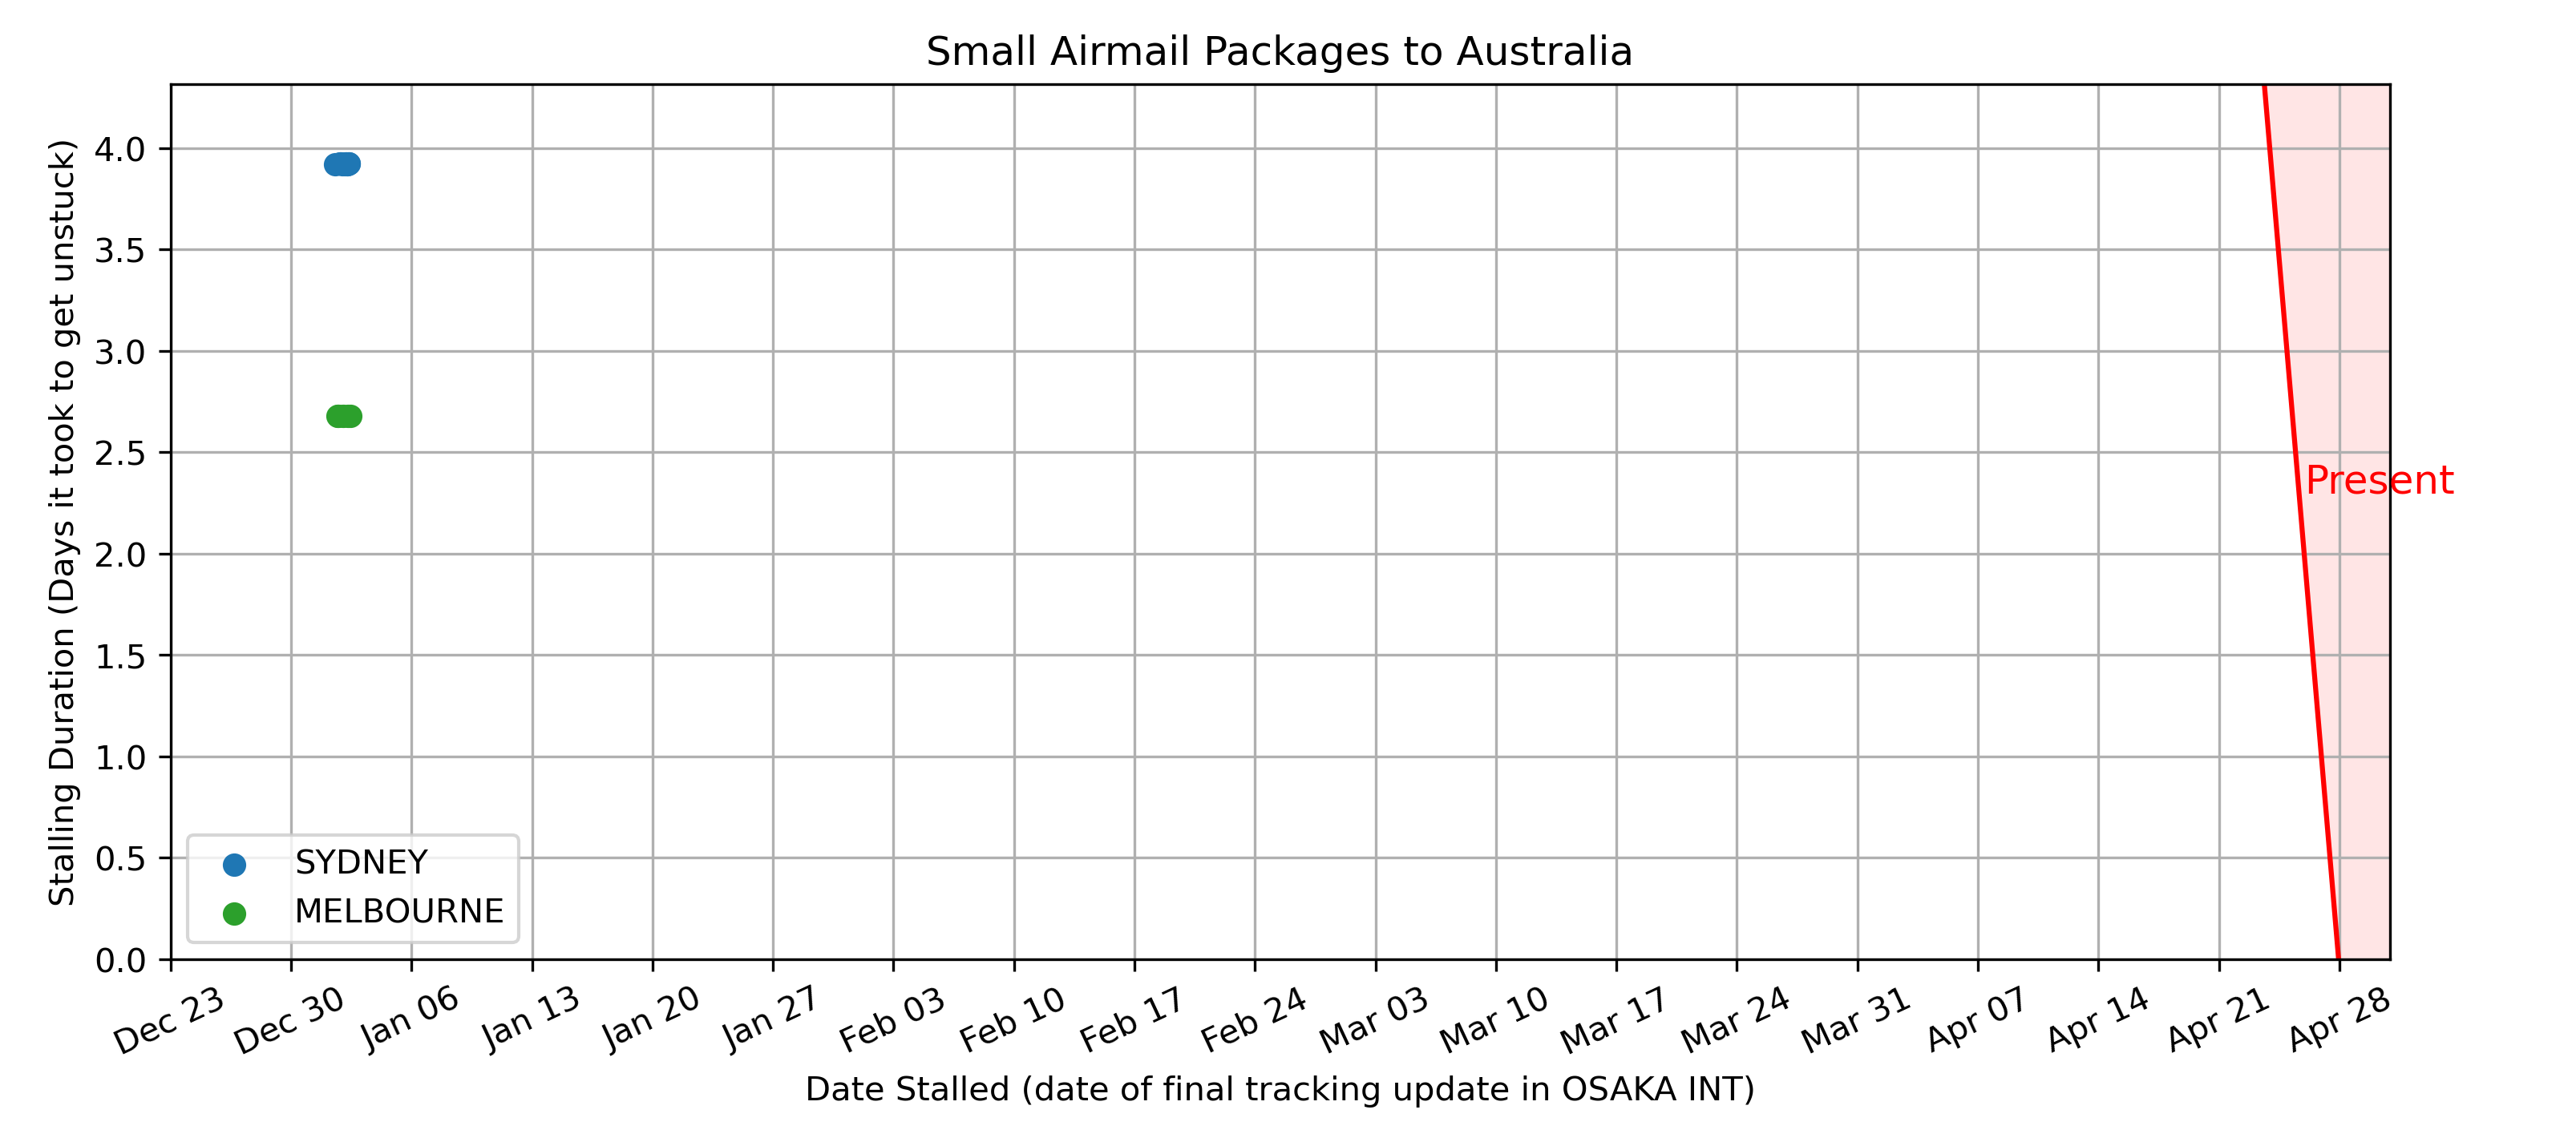 Small Airmail Packages to Australia
Stalling Duration (Days it took to get unstuck)
4.0
3.5
3.0
2.5
2.0
1.5
1.0
0.5
0.0
Present
SYDNEY
MELBOURNE
Dec 23
Dec 30
Jan 06
Jan 13
Jan 20
Jan 27
Feb 03
Feb 10
Feb 17
Feb 24
Mar 03
Mar 10
Mar 17
Mar 24
Mar 31
Apr 07
Apr 14
Apr 21
Apr 28
Date Stalled (date of final tracking update in OSAKA INT)